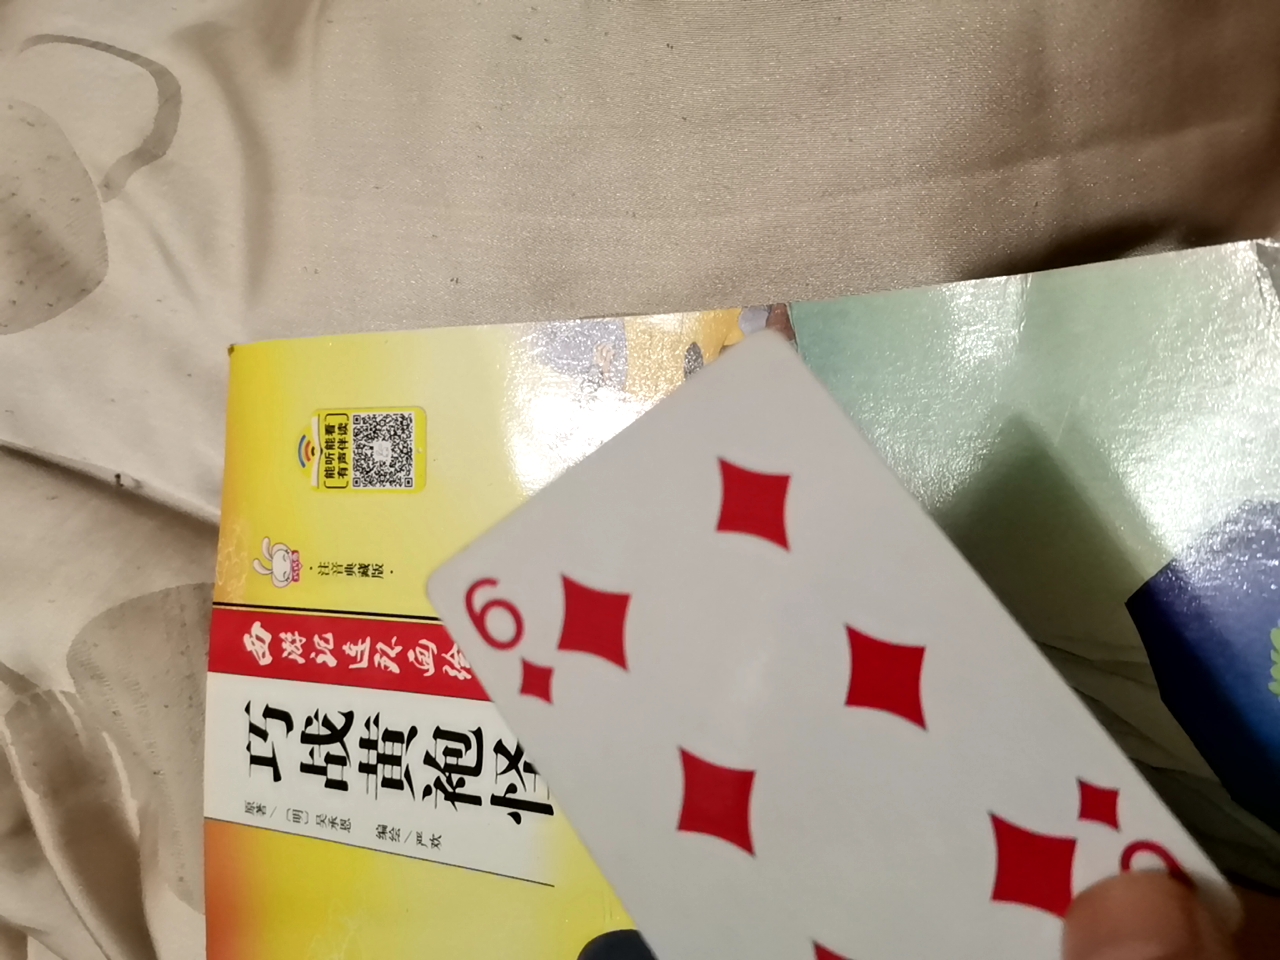 能听能看
有声伴读
·注音典藏版·
西游记连环画绘
巧战黄袍怪
原著/〔明〕吴承恩 编绘/严欢
6